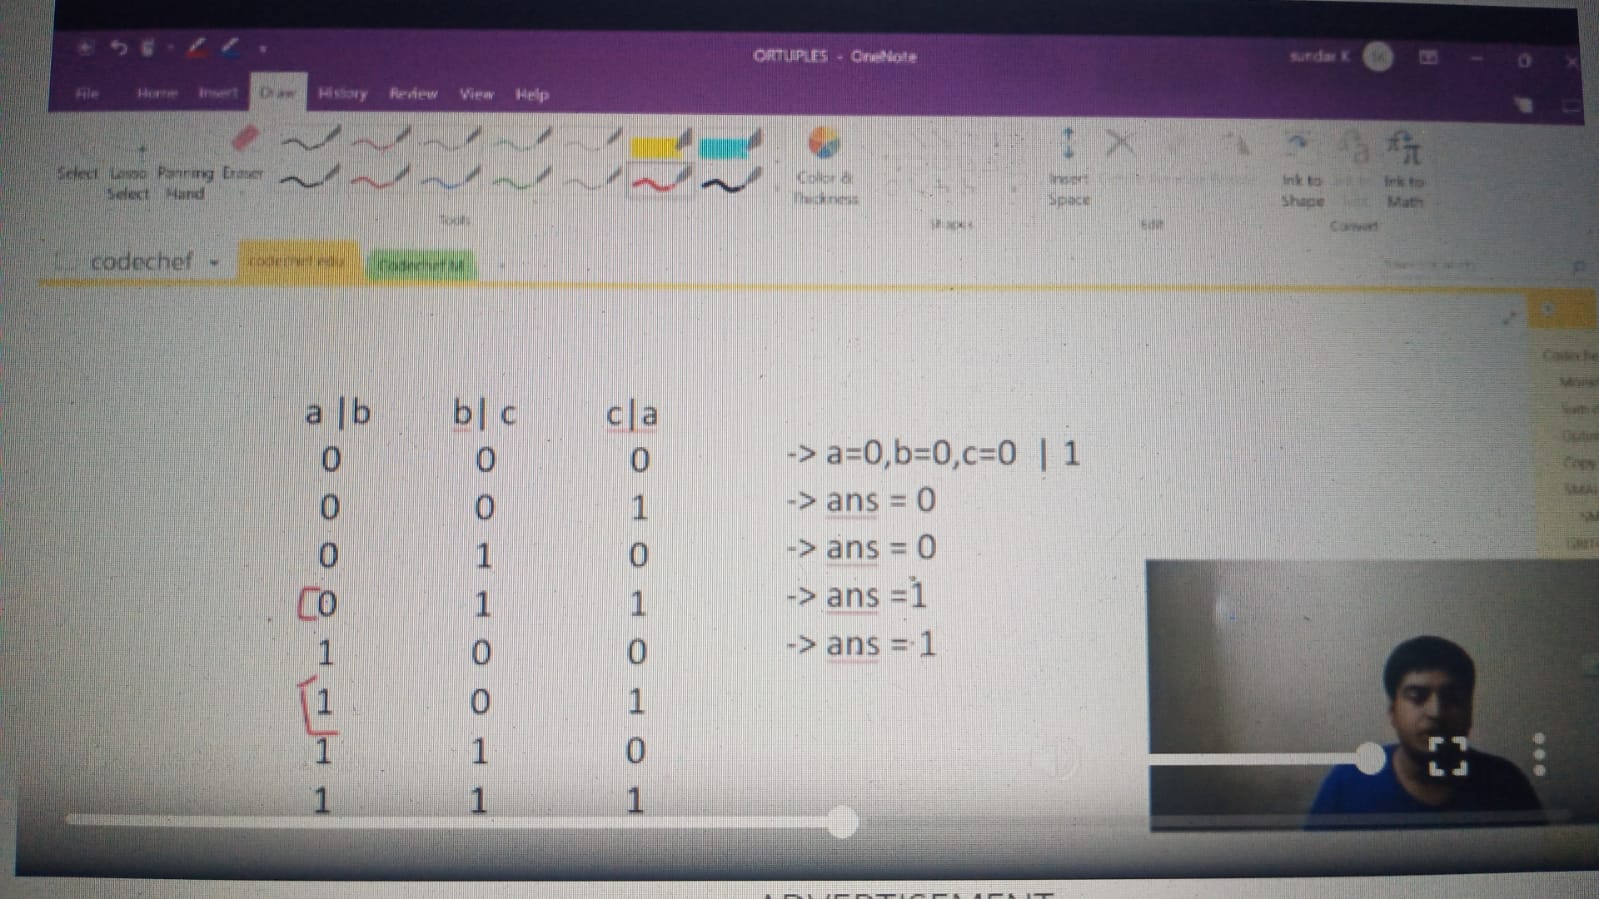 ORTUPLES - OneNote
sundar K
File Home Insert Draw History Review View Help
Select Lasso Panning Eraser
Select Hand
Color &
Thickness
Insert
Space
Ink to
Shape
Ink to
Math
Tools
Shapes
Edit
Convert
codechef
codechef edu
a |b b| c c|a
0 0 0 -> a=0,b=0,c=0 | 1
0 0 1 -> ans = 0
0 1 0 -> ans = 0
0 1 1 -> ans =1
1 0 0 -> ans = 1
1 0 1
1 1 0
1 1 1
ADVERTISEMENT